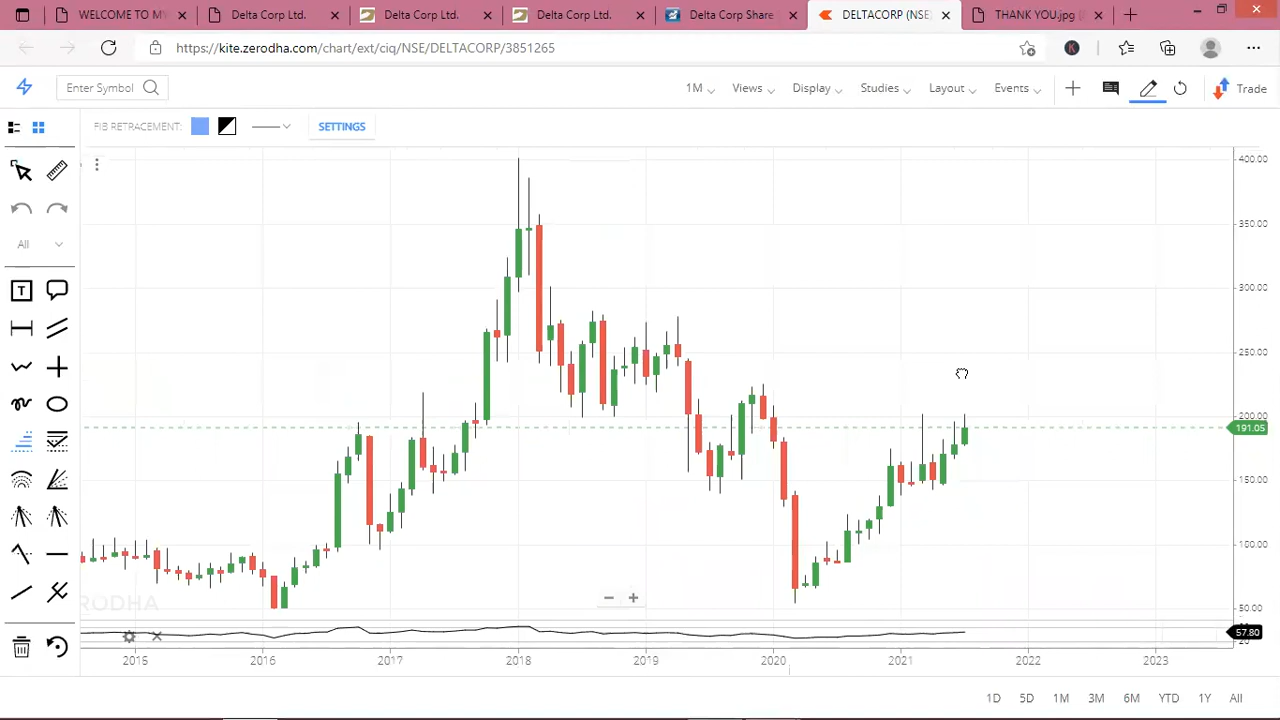 WELCOME TO MY
Delta Corp Ltd.
Delta Corp Ltd.
Delta Corp Ltd.
Delta Corp Share
DELTACORP (NSE)
THANK YOU.jpg
https://kite.zerodha.com/chart/ext/ciq/NSE/DELTACORP/3851265
K
Enter Symbol
1M
Views
Display
Studies
Layout
Events
Trade
FIB RETRACEMENT:
SETTINGS
All
T
400.00
350.00
300.00
250.00
200.00
191.05
150.00
100.00
50.00
ERODHA
57.80
20
2015 2016 2017 2018 2019 2020 2021 2022 2023
1D 5D 1M 3M 6M YTD 1Y All